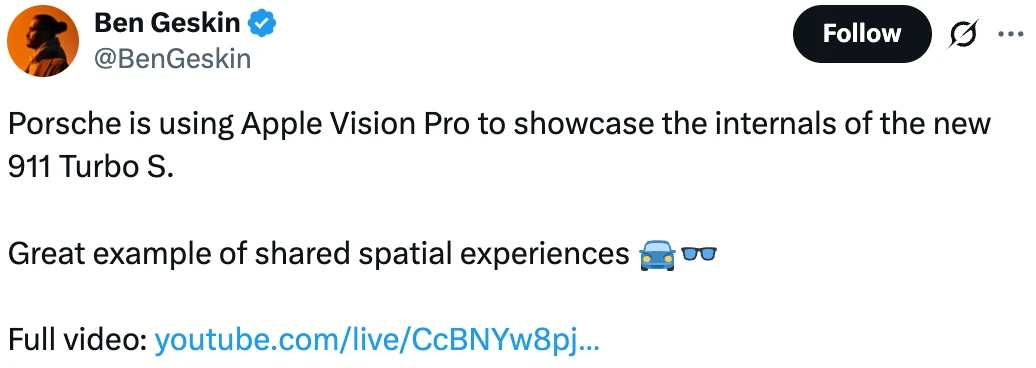 Ben Geskin
@BenGeskin
Follow
Porsche is using Apple Vision Pro to showcase the internals of the new
911 Turbo S.
Great example of shared spatial experiences 🚘👓
Full video: youtube.com/live/CcBNYw8pj...